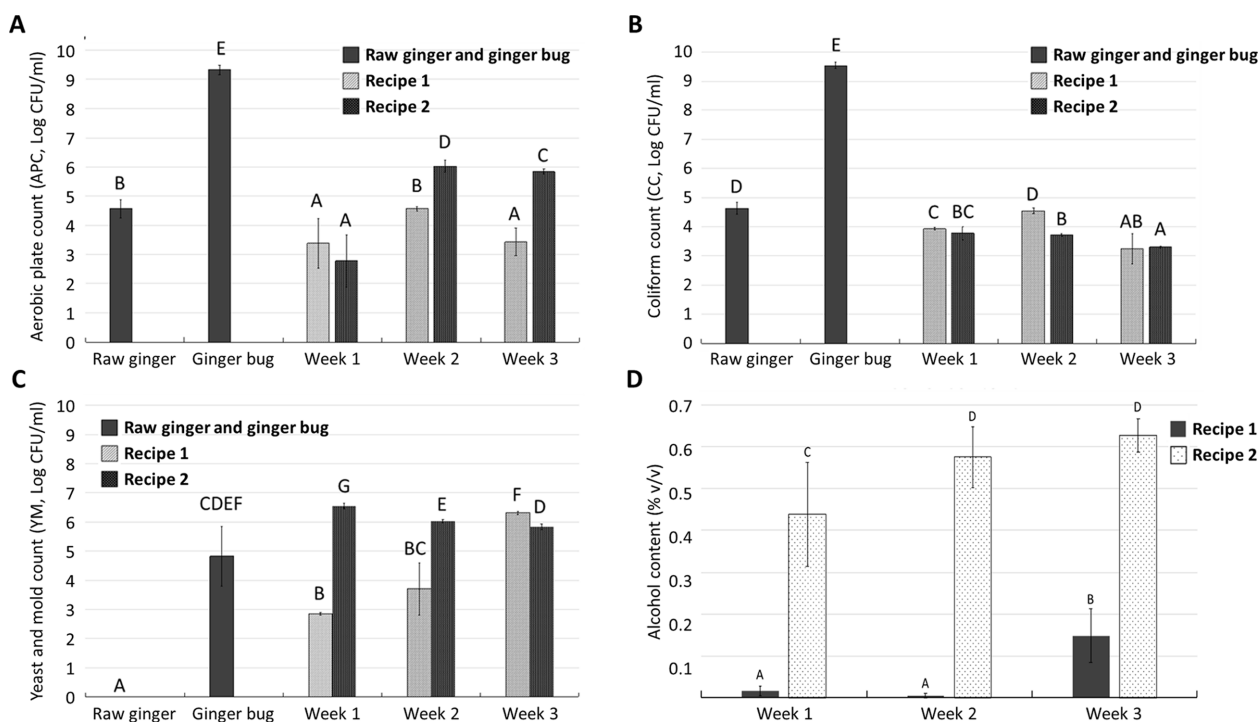 A
Aerobic plate count (APC, Log CFU/ml)
10
9
8
7
6
5
4
3
2
1
0
Raw ginger and ginger bug
Recipe 1
Recipe 2
B
E
A
A
B
D
A
C
Raw ginger
Ginger bug
Week 1
Week 2
Week 3
B
Coliform count (CC, Log CFU/ml)
10
9
8
7
6
5
4
3
2
1
0
Raw ginger and ginger bug
Recipe 1
Recipe 2
D
E
C
BC
D
B
AB
A
Raw ginger
Ginger bug
Week 1
Week 2
Week 3
C
Yeast and mold count (YM, Log CFU/ml)
10
9
8
7
6
5
4
3
2
1
0
Raw ginger and ginger bug
Recipe 1
Recipe 2
A
CDEF
B
G
BC
E
F
D
Raw ginger
Ginger bug
Week 1
Week 2
Week 3
D
Alcohol content (% v/v)
0.7
0.6
0.5
0.4
0.3
0.2
0.1
Recipe 1
Recipe 2
A
C
A
D
B
D
Week 1
Week 2
Week 3